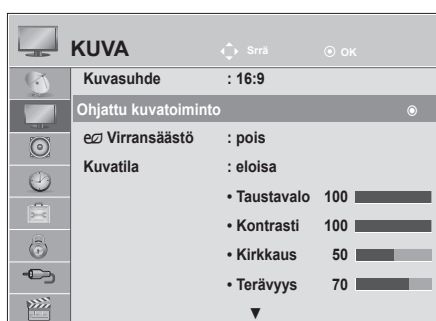 KUVA Srrä OK
Kuvasuhde : 16:9
Ohjattu kuvatoiminto
e Virransäästö : pois
Kuvatila : eloisa
• Taustavalo 100
• Kontrasti 100
• Kirkkaus 50
• Terävyys 70